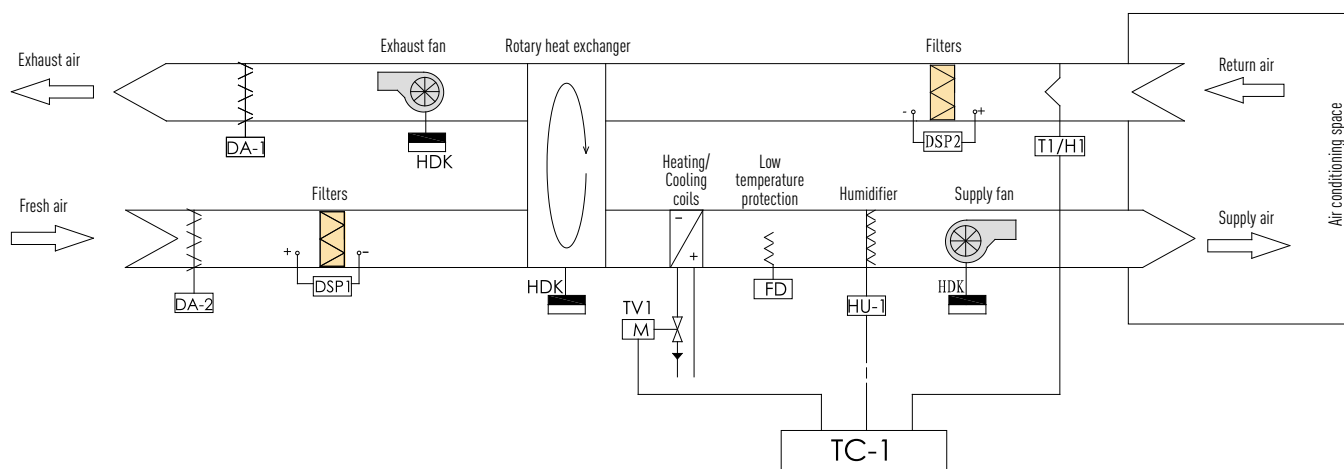 Exhaust air
Exhaust fan
Rotary heat exchanger
Filters
Return air
DA-1
HDK
- +
DSP2
T1/H1
Air conditioning space
Fresh air
Filters
Heating/
Cooling
coils
Low
temperature
protection
Humidifier
Supply fan
Supply air
+ -
DSP1
DA-2
HDK
-
+
FD
HU-1
HDK
TV1
M
TC-1